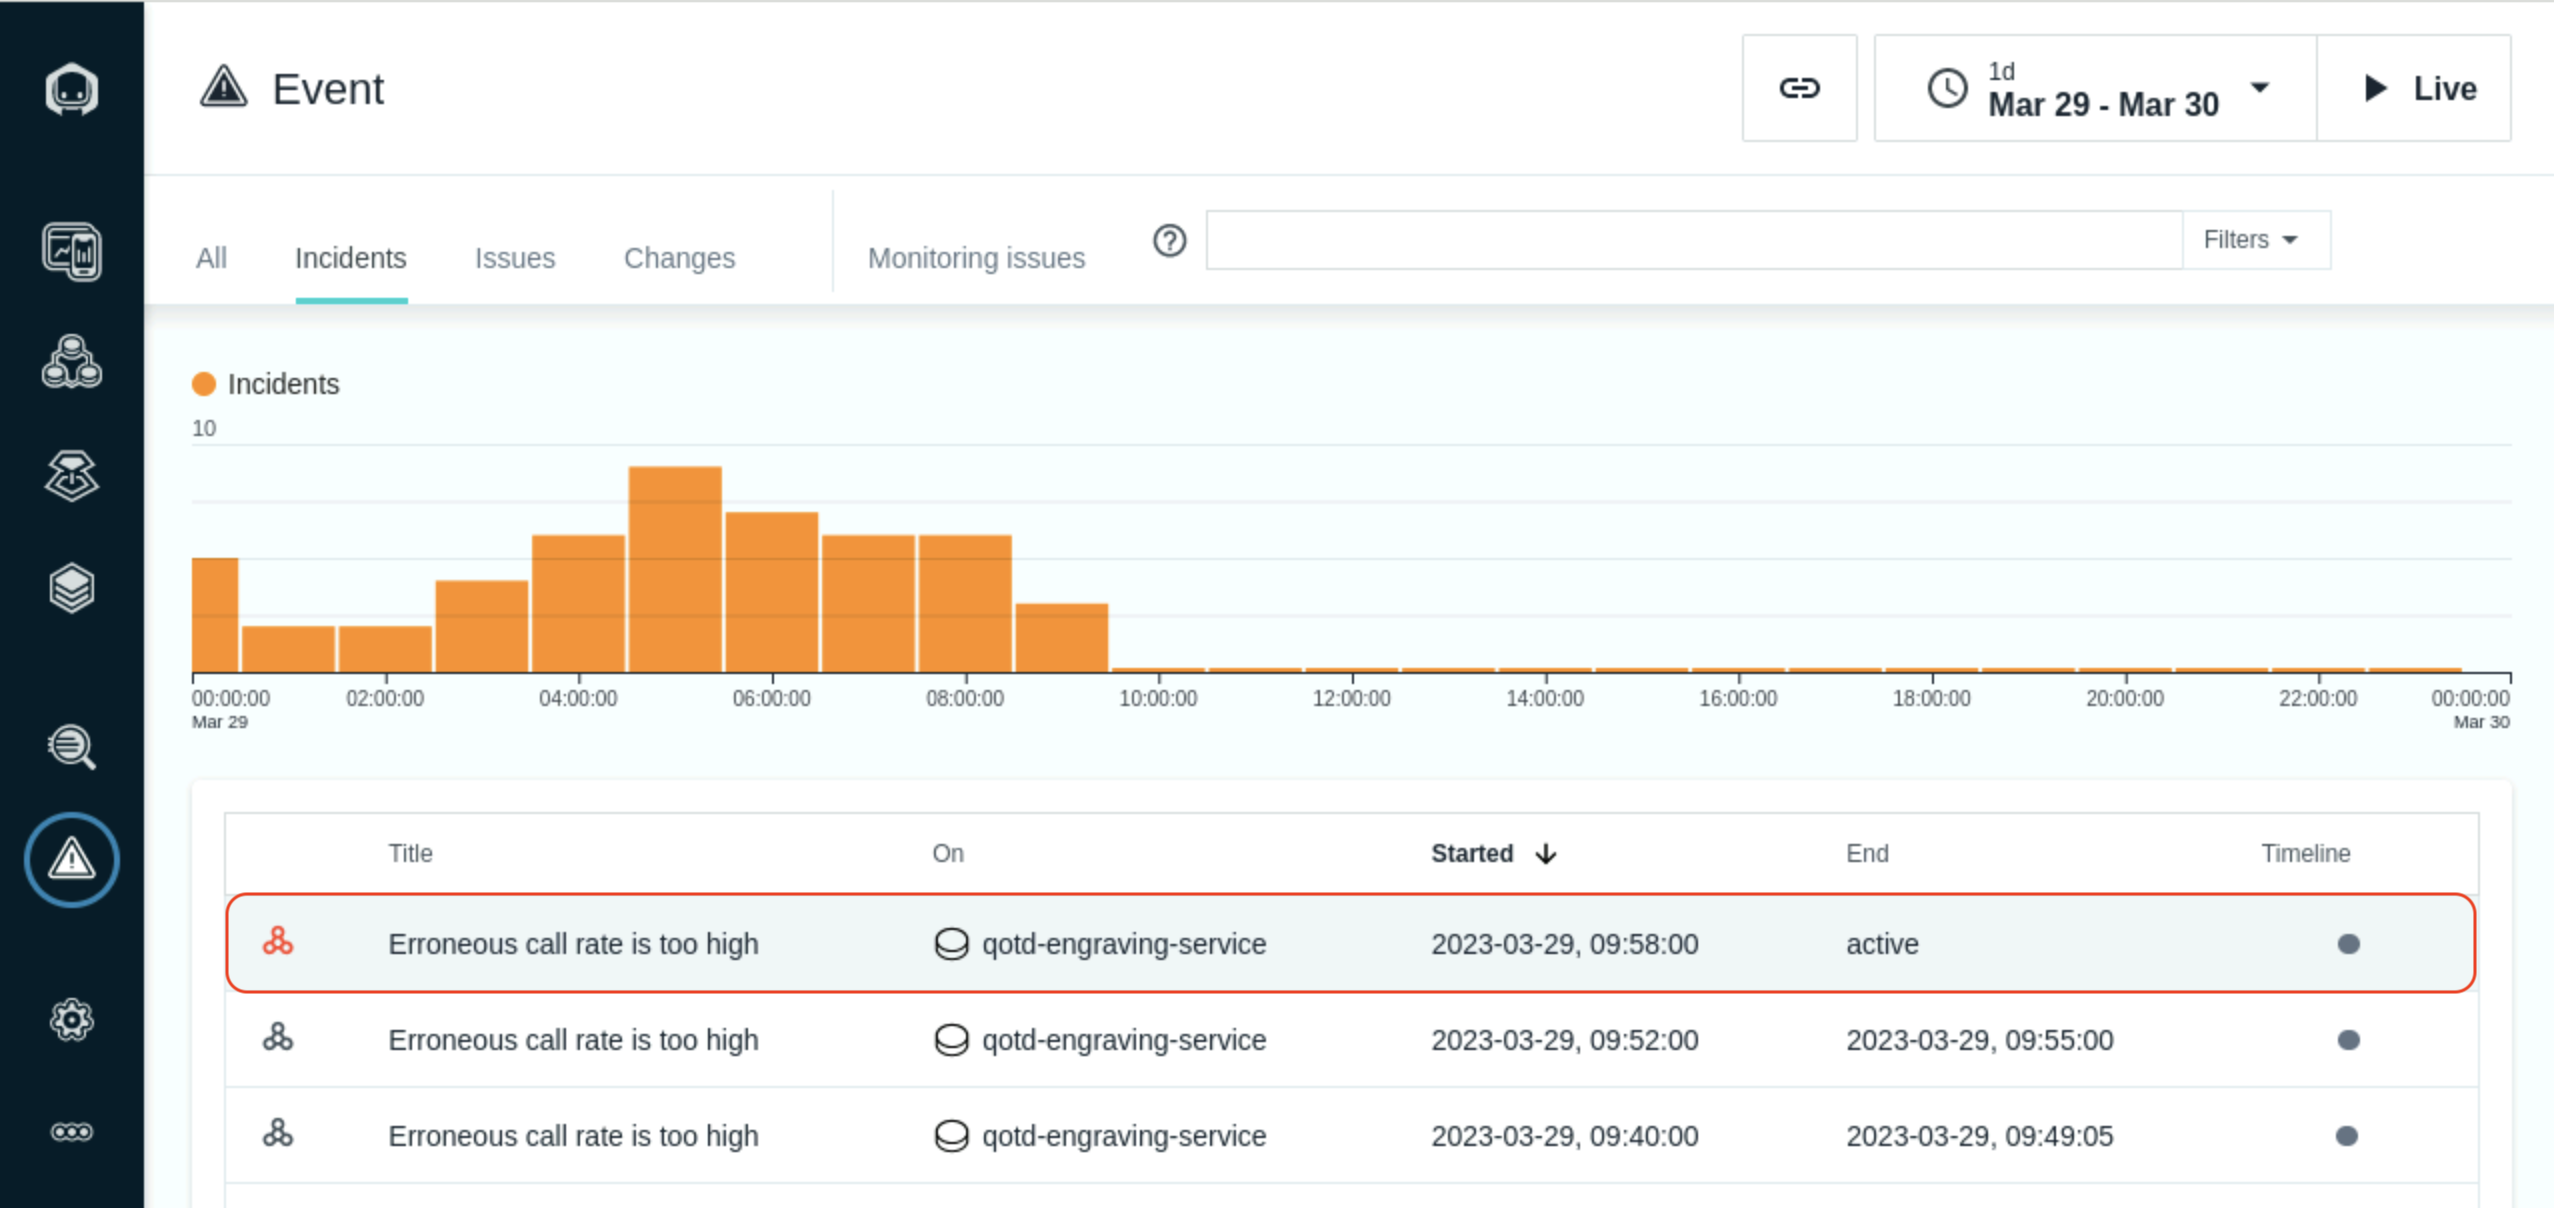 Event
1d
Mar 29 - Mar 30
Live
All Incidents Issues Changes Monitoring issues Filters
Incidents
10
00:00:00 02:00:00 04:00:00 06:00:00 08:00:00 10:00:00 12:00:00 14:00:00 16:00:00 18:00:00 20:00:00 22:00:00 00:00:00
Mar 29 Mar 30
Title On Started End Timeline
Erroneous call rate is too high qotd-engraving-service 2023-03-29, 09:58:00 active
Erroneous call rate is too high qotd-engraving-service 2023-03-29, 09:52:00 2023-03-29, 09:55:00
Erroneous call rate is too high qotd-engraving-service 2023-03-29, 09:40:00 2023-03-29, 09:49:05